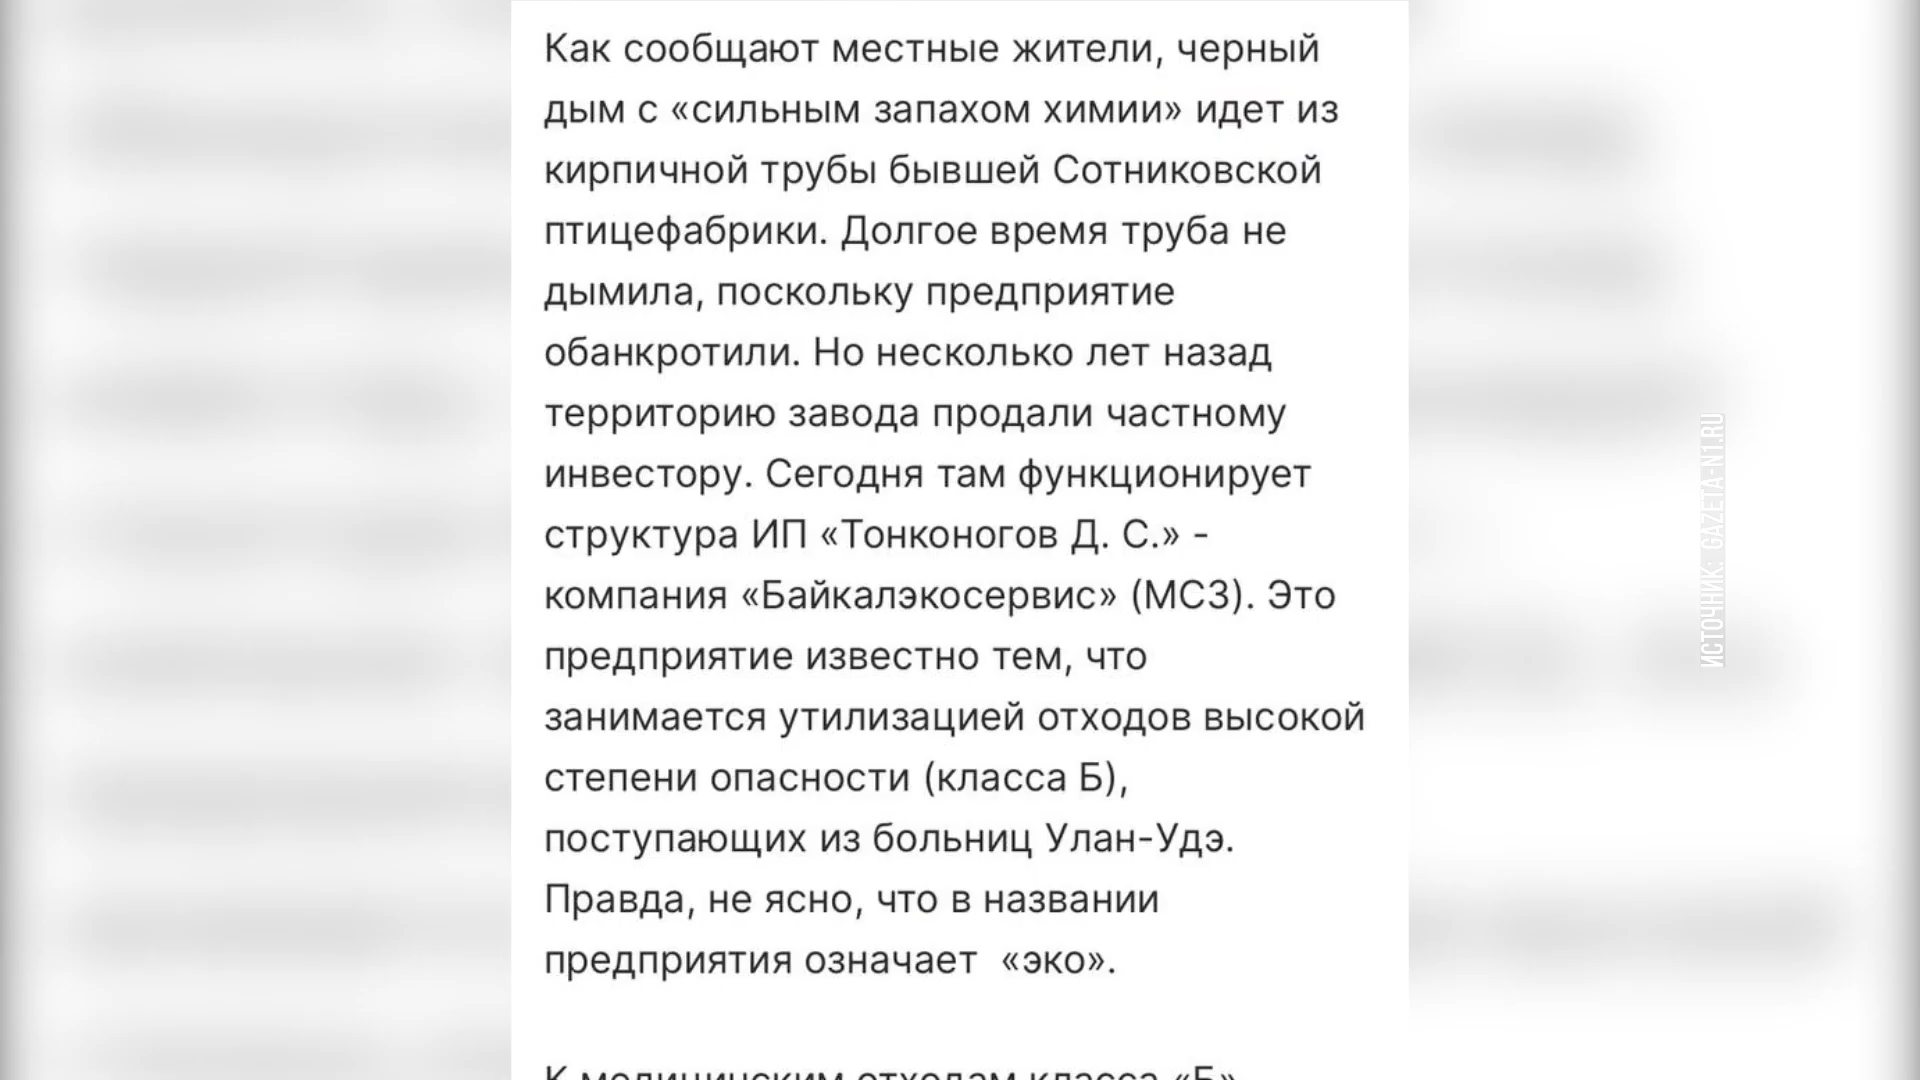 Как сообщают местные жители, черный
дым с «сильным запахом химии» идет из
кирпичной трубы бывшей Сотниковской
птицефабрики. Долгое время труба не
дымила, поскольку предприятие
обанкротили. Но несколько лет назад
территорию завода продали частному
инвестору. Сегодня там функционирует
структура ИП «Тонконогов Д. С.» -
компания «Байкалэкосервис» (МСЗ). Это
предприятие известно тем, что
занимается утилизацией отходов высокой
степени опасности (класса Б),
поступающих из больниц Улан-Удэ.
Правда, не ясно, что в названии
предприятия означает «эко».
К медицинским отходам класса «Б»
ИСТОЧНИК: GAZETA-N1.RU